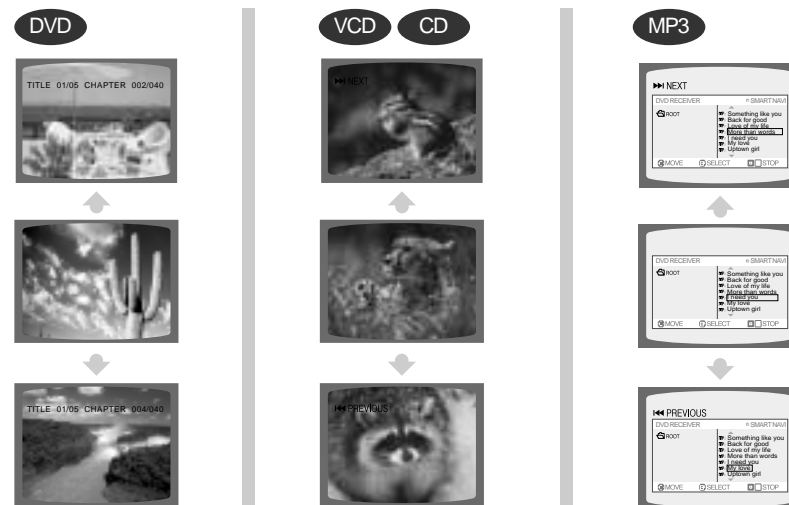 DVD
TITLE 01/05 CHAPTER 002/040
TITLE 01/05 CHAPTER 004/040
VCD CD
NEXT
PREVIOUS
MP3
NEXT
DVD RECEIVER SMART NAVI
ROOT
Something like you
Back for good
Love of my life
More than words
I need you
My love
Uptown girl
MOVE SELECT STOP
DVD RECEIVER SMART NAVI
ROOT
Something like you
Back for good
Love of my life
More than words
I need you
My love
Uptown girl
MOVE SELECT STOP
PREVIOUS
DVD RECEIVER SMART NAVI
ROOT
Something like you
Back for good
Love of my life
More than words
I need you
My love
Uptown girl
MOVE SELECT STOP